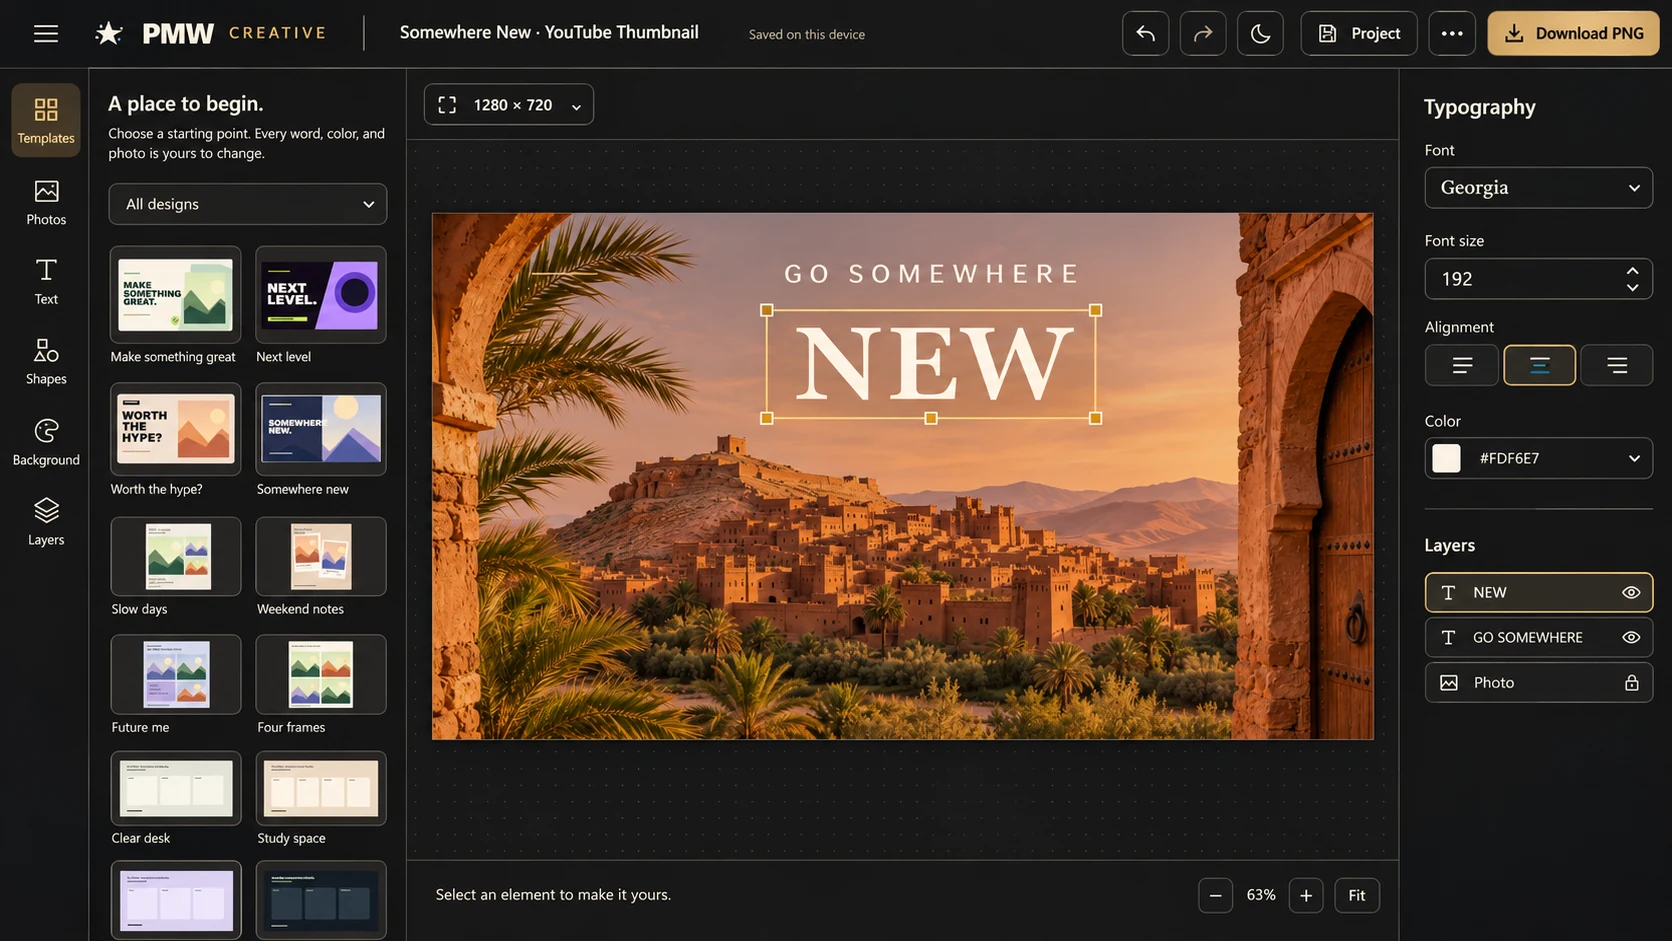 PMW CREATIVE
Somewhere New · YouTube Thumbnail
Saved on this device
Project
Download PNG
Templates
Photos
Text
Shapes
Background
Layers
A place to begin.
Choose a starting point. Every word, color, and
photo is yours to change.
All designs
MAKE
SOMETHING
GREAT.
Make something great
NEXT
LEVEL.
Next level
WORTH
THE
HYPE?
Worth the hype?
SOMEWHERE
NEW.
Somewhere new
Slow days
Weekend notes
Future me
Four frames
Clear desk
Study space
1280 × 720
GO SOMEWHERE
NEW
Select an element to make it yours.
63%
Fit
Typography
Font
Georgia
Font size
192
Alignment
Color
#FDF6E7
Layers
NEW
GO SOMEWHERE
Photo